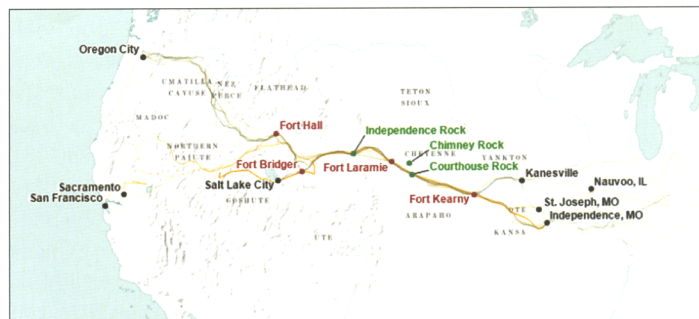 Oregon City
UMATILLA
CAYUSE
NEZ
PERCE
FLATHEAD
TETON
SIOUX
MADOC
Fort Hall
Independence Rock
NORTHERN
PAIUTE
CHEYENNE
Chimney Rock
YANKTON
Fort Bridger
Fort Laramie
Courthouse Rock
Kanesville
Salt Lake City
Nauvoo, IL
Sacramento
San Francisco
GOSHUTE
Fort Kearny
OTE
St. Joseph, MO
ARAPAHO
Independence, MO
UTE
KANSA